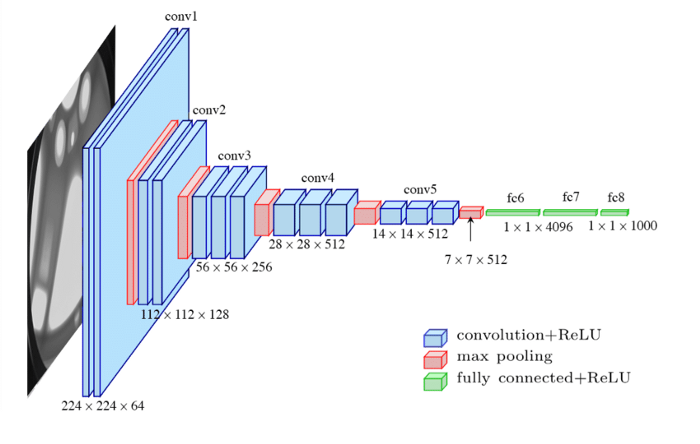 conv1
conv2
conv3
conv4
conv5
fc6
fc7
fc8
1 × 1 × 4096
1 × 1 × 1000
14 × 14 × 512
28 × 28 × 512
7 × 7 × 512
56 × 56 × 256
112 × 112 × 128
224 × 224 × 64
convolution+ReLU
max pooling
fully connected+ReLU